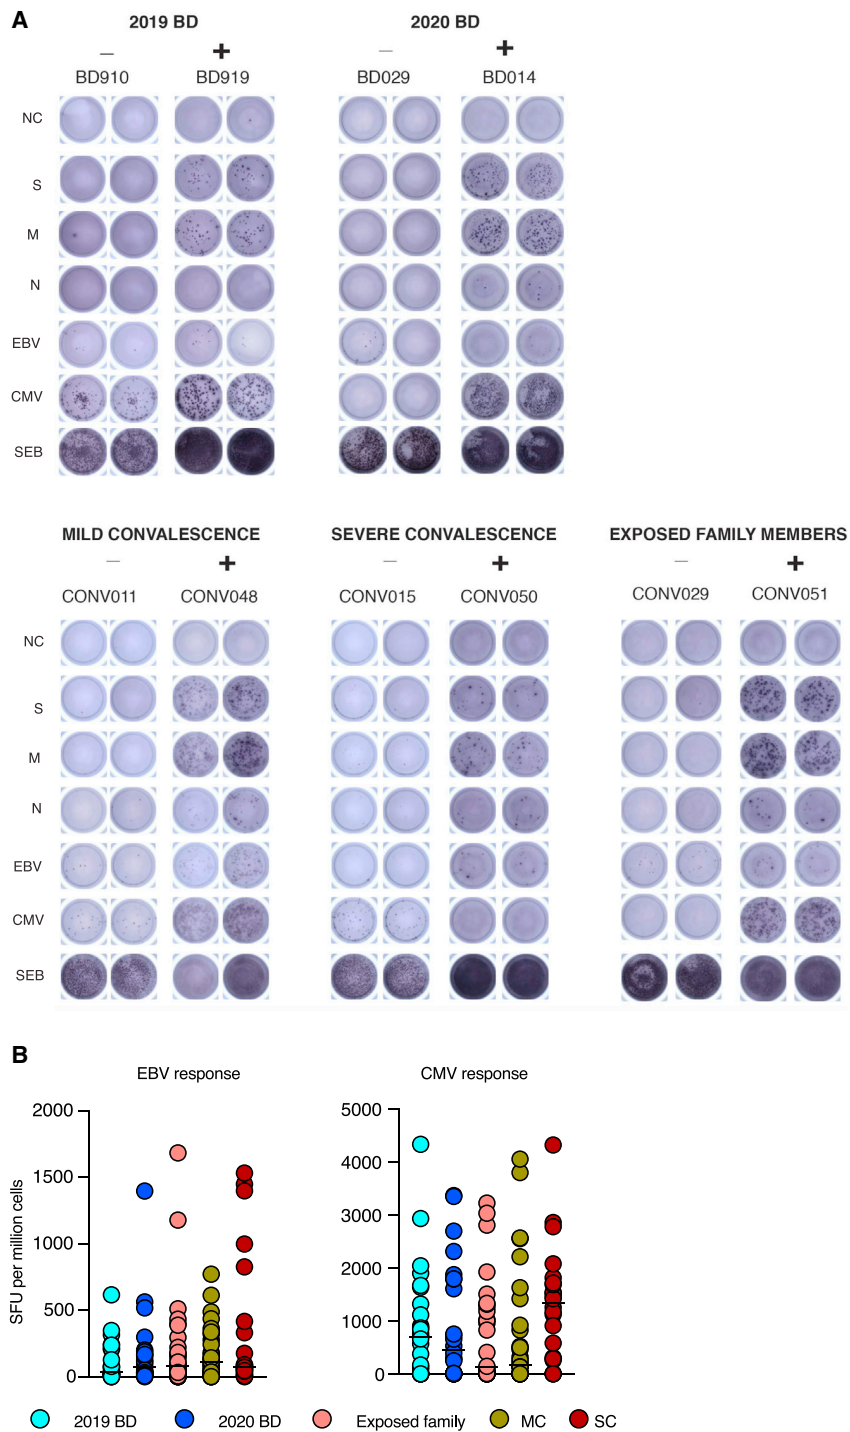 A
2019 BD
2020 BD
− + − +
BD910 BD919 BD029 BD014
NC
S
M
N
EBV
CMV
SEB
MILD CONVALESCENCE SEVERE CONVALESCENCE EXPOSED FAMILY MEMBERS
− + − + − +
CONV011 CONV048 CONV015 CONV050 CONV029 CONV051
NC
S
M
N
EBV
CMV
SEB
B
EBV response
SFU per million cells
2000
1500
1000
500
0
CMV response
5000
4000
3000
2000
1000
0
2019 BD 2020 BD Exposed family MC SC